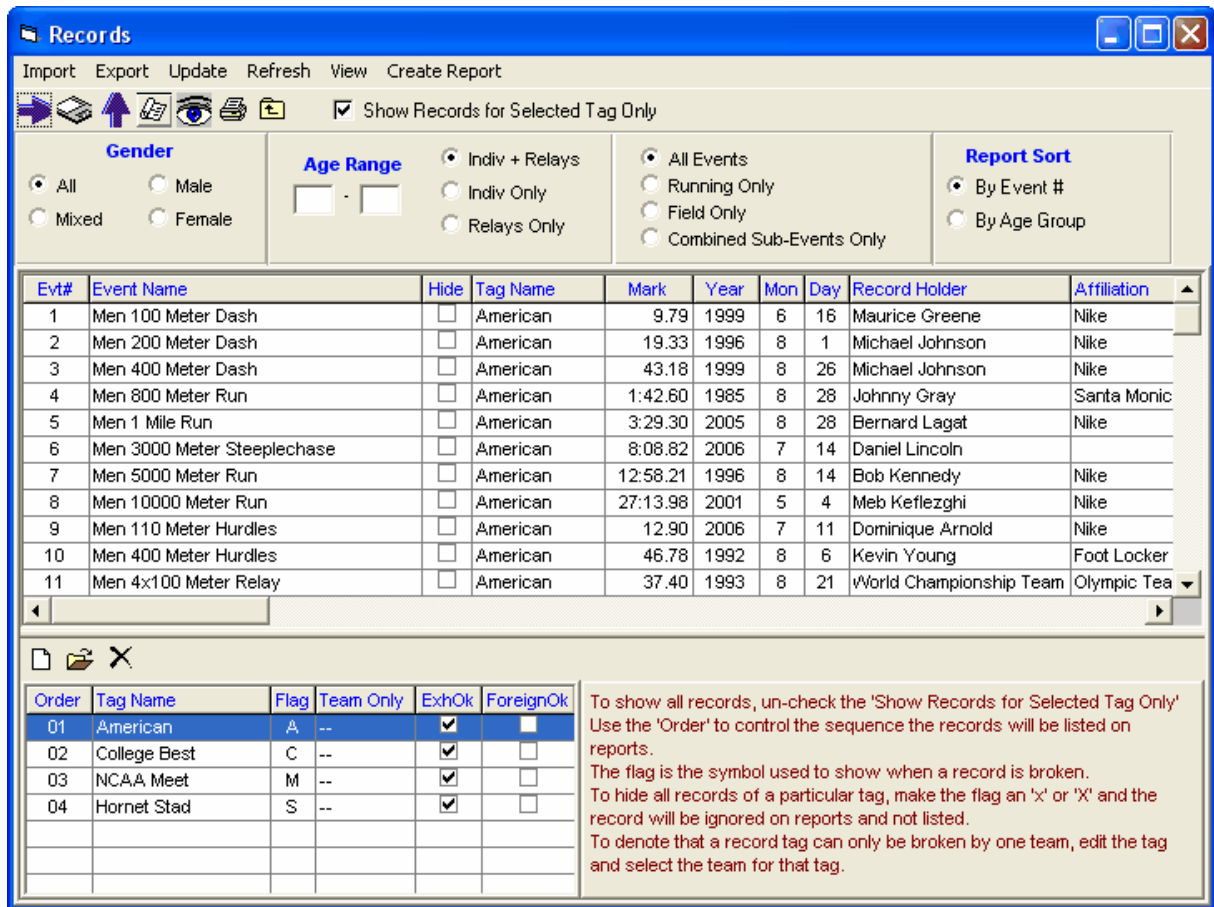 Records
Import Export Update Refresh View Create Report
Show Records for Selected Tag Only
Gender
All Male
Mixed Female
Age Range
-
Indiv + Relays
Indiv Only
Relays Only
All Events
Running Only
Field Only
Combined Sub-Events Only
Report Sort
By Event #
By Age Group
Evt# Event Name Hide Tag Name Mark Year Mon Day Record Holder Affiliation
1 Men 100 Meter Dash American 9.79 1999 6 16 Maurice Greene Nike
2 Men 200 Meter Dash American 19.33 1996 8 1 Michael Johnson Nike
3 Men 400 Meter Dash American 43.18 1999 8 26 Michael Johnson Nike
4 Men 800 Meter Run American 1:42.60 1985 8 28 Johnny Gray Santa Monic
5 Men 1 Mile Run American 3:29.30 2005 8 28 Bernard Lagat Nike
6 Men 3000 Meter Steeplechase American 8:08.82 2006 7 14 Daniel Lincoln
7 Men 5000 Meter Run American 12:58.21 1996 8 14 Bob Kennedy Nike
8 Men 10000 Meter Run American 27:13.98 2001 5 4 Meb Keflezghi Nike
9 Men 110 Meter Hurdles American 12.90 2006 7 11 Dominique Arnold Nike
10 Men 400 Meter Hurdles American 46.78 1992 8 6 Kevin Young Foot Locker
11 Men 4x100 Meter Relay American 37.40 1993 8 21 World Championship Team Olympic Tea
Order Tag Name Flag Team Only ExhOk ForeignOk
01 American A --
02 College Best C --
03 NCAA Meet M --
04 Hornet Stad S --
To show all records, un-check the 'Show Records for Selected Tag Only'
Use the 'Order' to control the sequence the records will be listed on
reports.
The flag is the symbol used to show when a record is broken.
To hide all records of a particular tag, make the flag an 'x' or 'X' and the
record will be ignored on reports and not listed.
To denote that a record tag can only be broken by one team, edit the tag
and select the team for that tag.